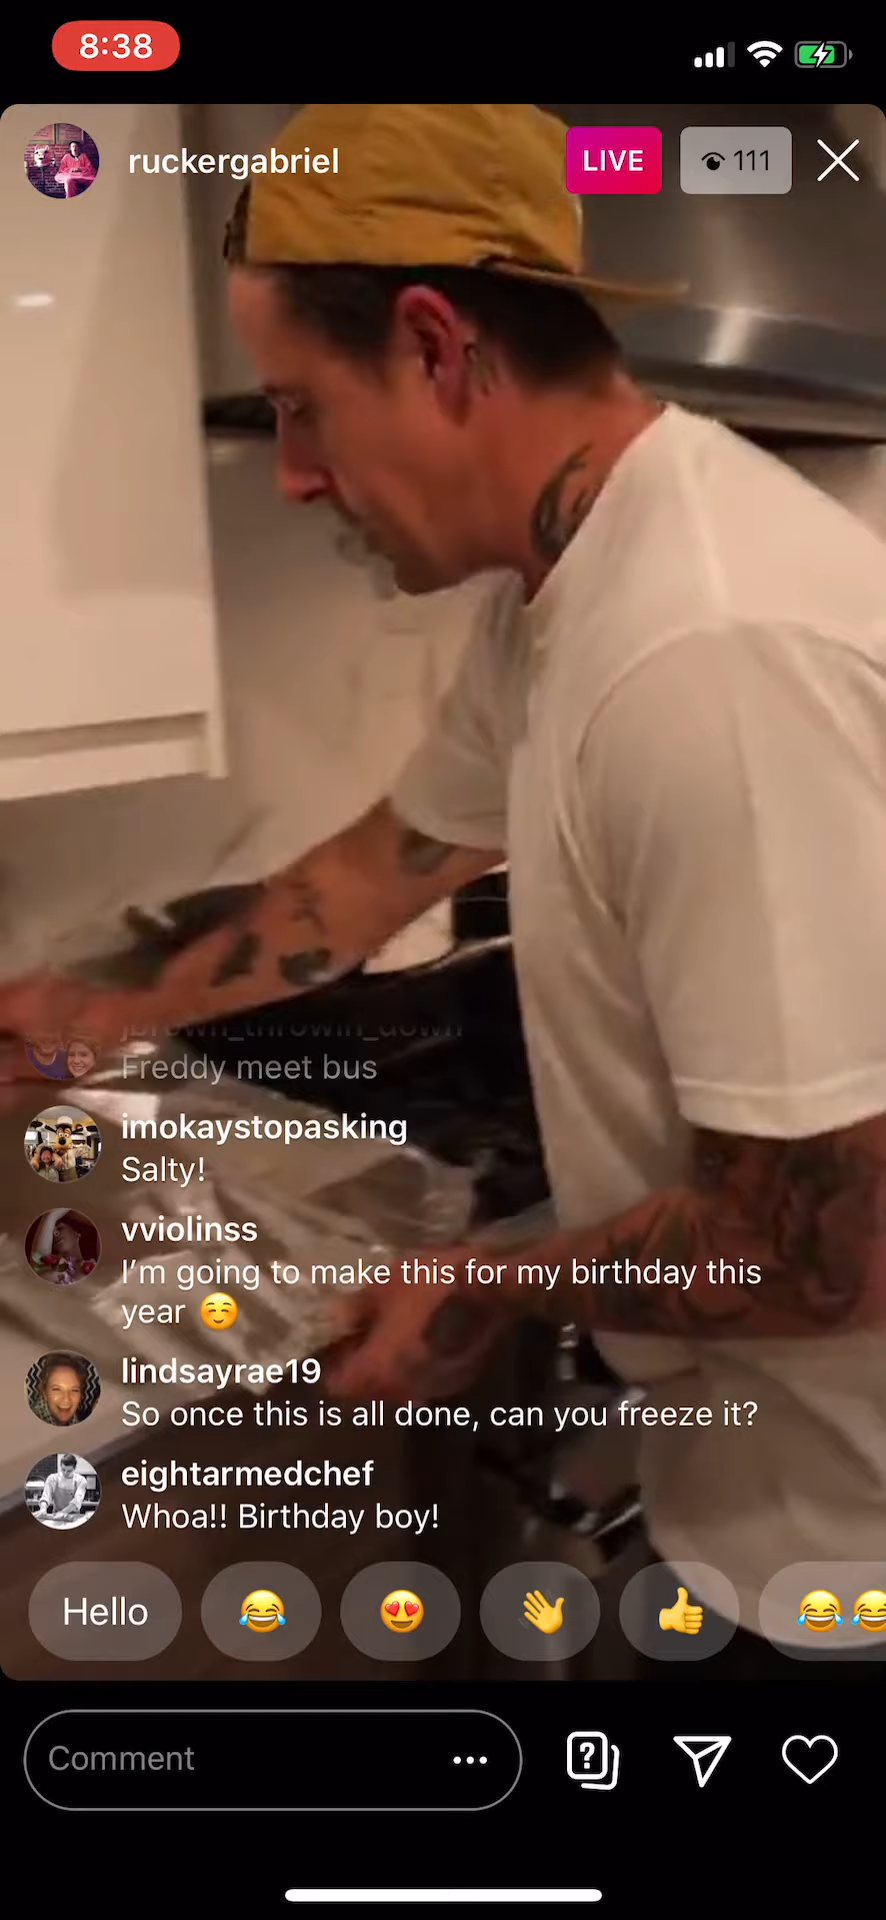 8:38
ruckergabriel
LIVE
111
jbrown_throwin_down
Freddy meet bus
imokaystopasking
Salty!
vviolinss
I'm going to make this for my birthday this
year ☺️
lindsayrae19
So once this is all done, can you freeze it?
eightarmedchef
Whoa!! Birthday boy!
Hello 😂 😍 👋 👍 😂😂
Comment